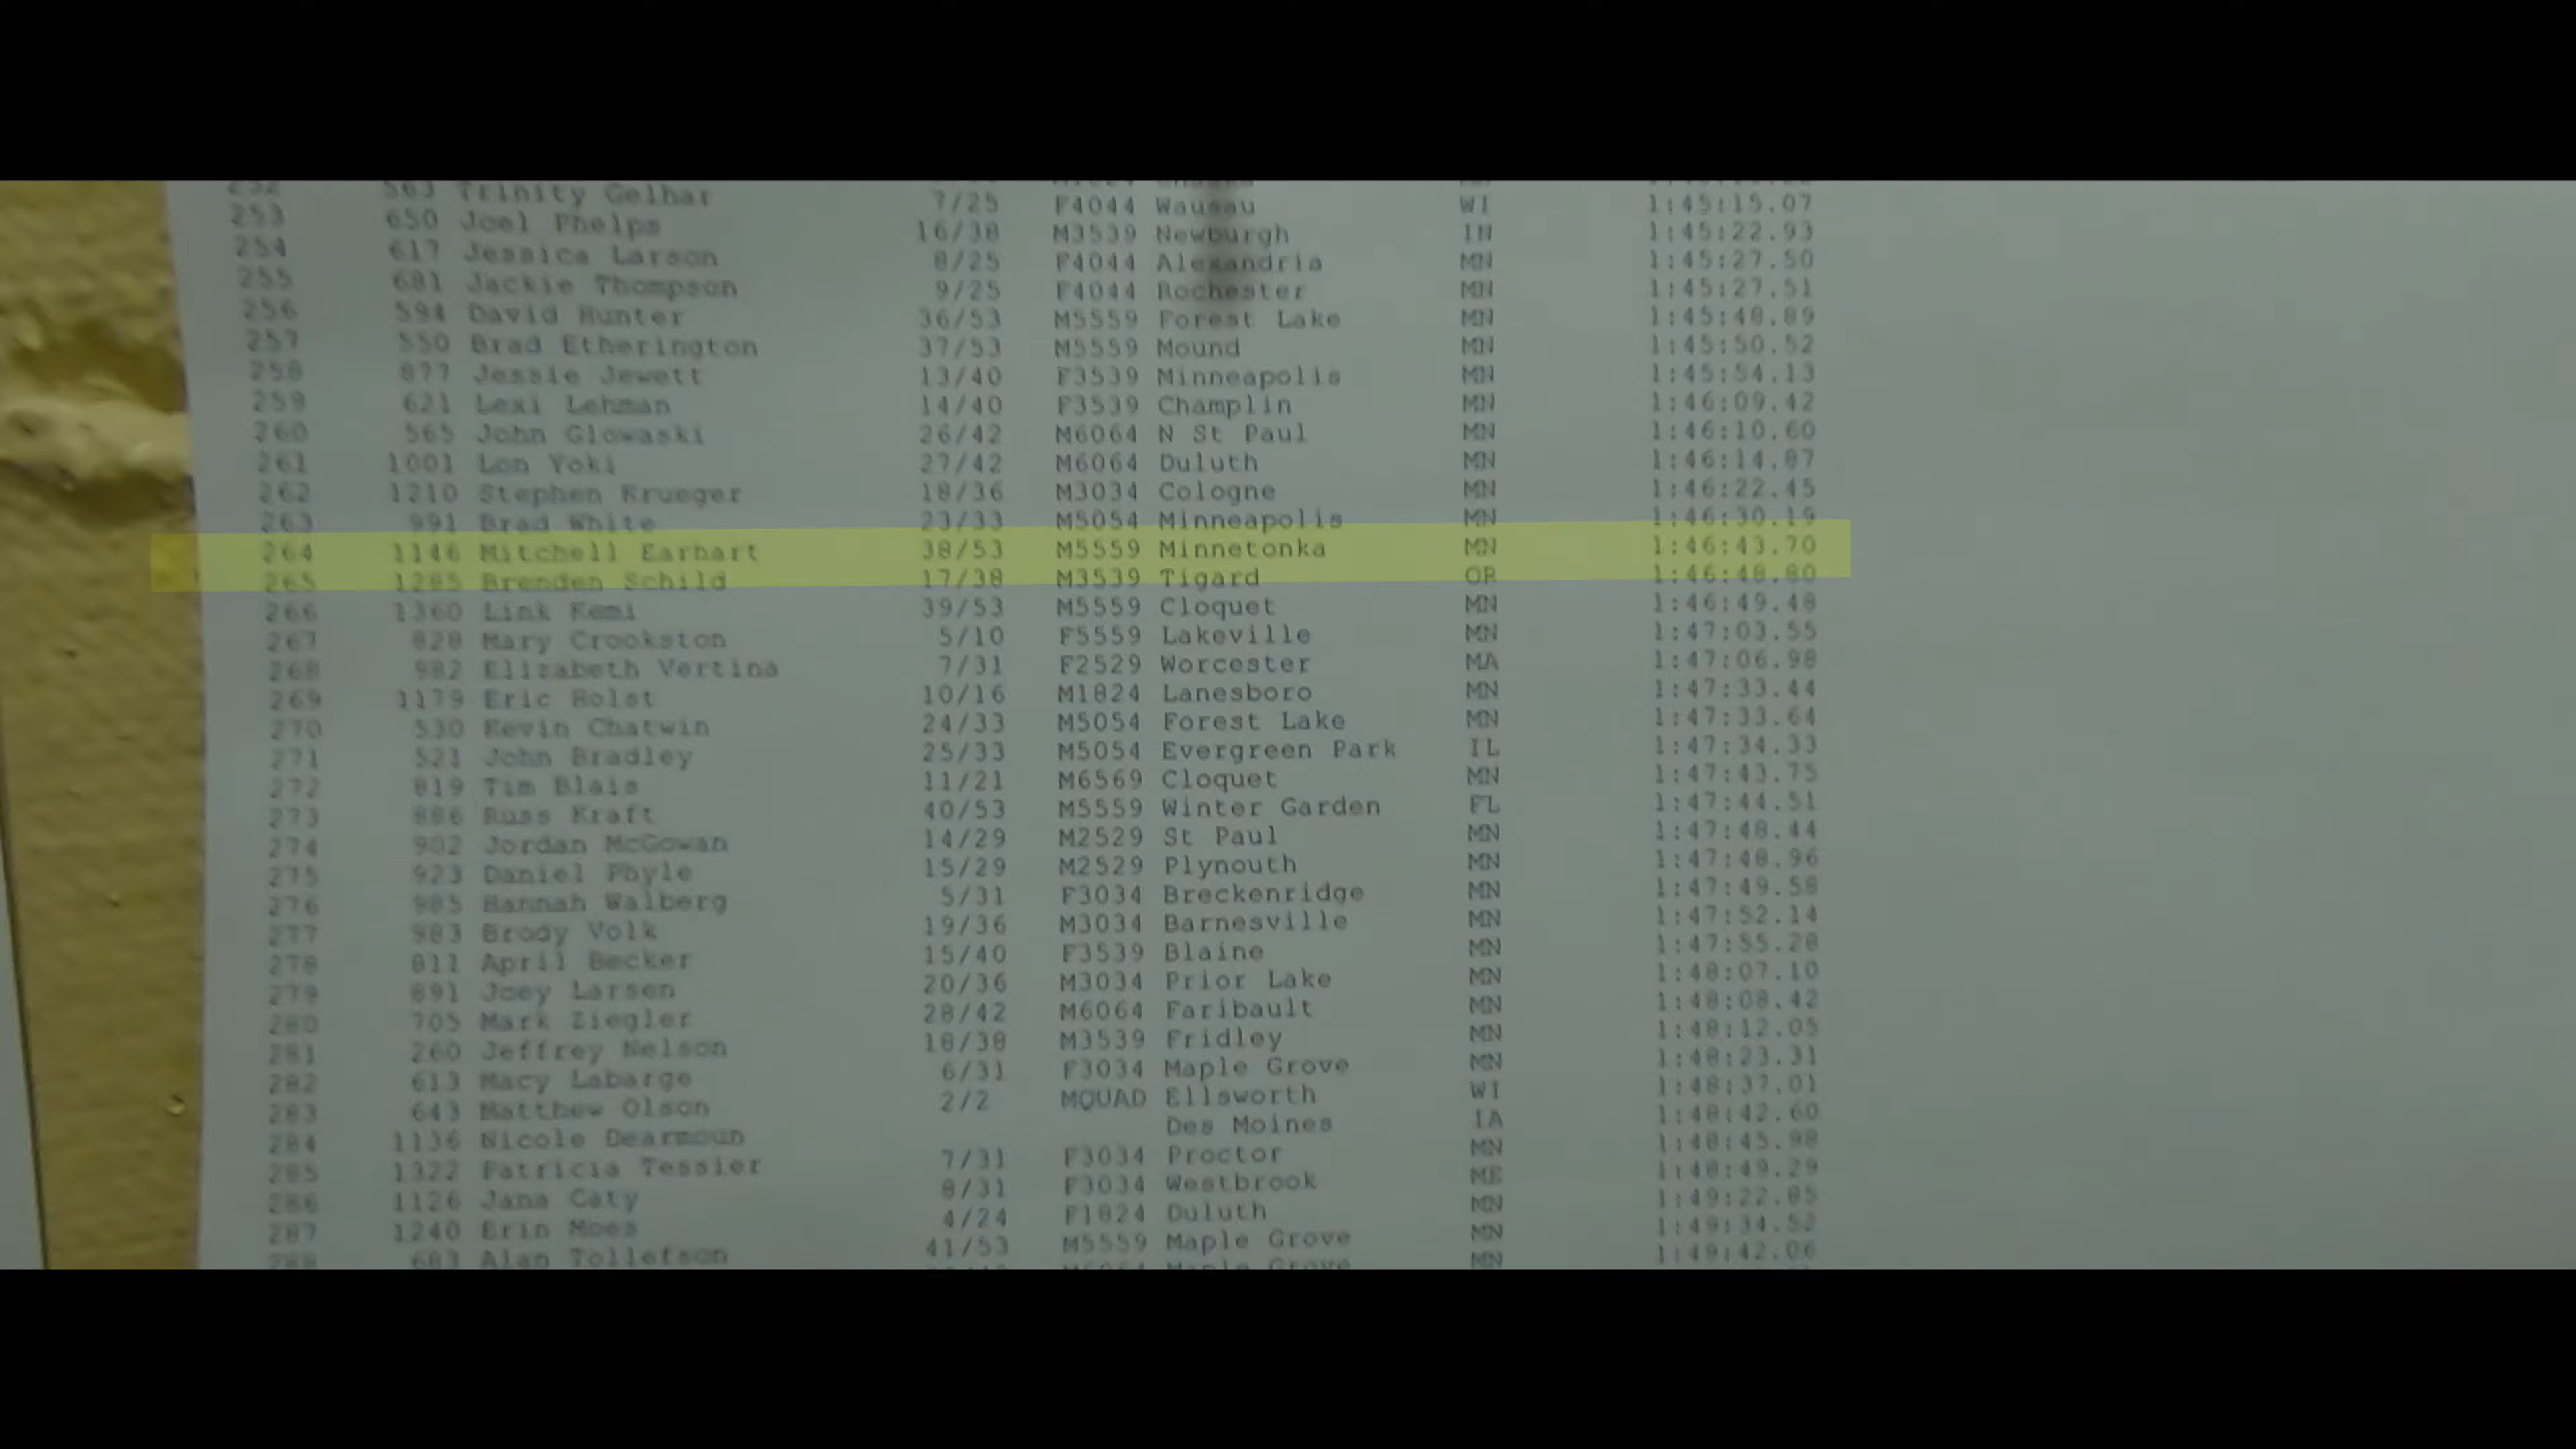 252 563 Trinity Gelhar 7/25 F4044 Wausau WI 1:45:15.07
253 650 Joel Phelps 16/38 M3539 Newburgh IN 1:45:22.93
254 617 Jessica Larson 8/25 F4044 Alexandria MN 1:45:27.50
255 681 Jackie Thompson 9/25 F4044 Rochester MN 1:45:27.51
256 594 David Hunter 36/53 M5559 Forest Lake MN 1:45:48.89
257 550 Brad Etherington 37/53 M5559 Mound MN 1:45:50.52
258 877 Jessie Jewett 13/40 F3539 Minneapolis MN 1:45:54.13
259 621 Lexi Lehman 14/40 F3539 Champlin MN 1:46:09.42
260 565 John Glowaski 26/42 M6064 N St Paul MN 1:46:10.60
261 1001 Lon Yoki 27/42 M6064 Duluth MN 1:46:14.87
262 1210 Stephen Krueger 18/36 M3034 Cologne MN 1:46:22.45
263 991 Brad White 23/33 M5054 Minneapolis MN 1:46:30.19
264 1146 Mitchell Earhart 38/53 M5559 Minnetonka MN 1:46:43.70
265 1285 Brenden Schild 17/38 M3539 Tigard OR 1:46:48.80
266 1360 Link Kemi 39/53 M5559 Cloquet MN 1:46:49.48
267 828 Mary Crookston 5/10 F5559 Lakeville MN 1:47:03.55
268 982 Elizabeth Vertina 7/31 F2529 Worcester MA 1:47:06.98
269 1179 Eric Holst 10/16 M1824 Lanesboro MN 1:47:33.44
270 530 Kevin Chatwin 24/33 M5054 Forest Lake MN 1:47:33.64
271 521 John Bradley 25/33 M5054 Evergreen Park IL 1:47:34.33
272 819 Tim Blais 11/21 M6569 Cloquet MN 1:47:43.75
273 886 Russ Kraft 40/53 M5559 Winter Garden FL 1:47:44.51
274 902 Jordan McGowan 14/29 M2529 St Paul MN 1:47:48.44
275 923 Daniel Phyle 15/29 M2529 Plynouth MN 1:47:48.96
276 985 Hannah Walberg 5/31 F3034 Breckenridge MN 1:47:49.58
277 983 Brody Volk 19/36 M3034 Barnesville MN 1:47:52.14
278 811 April Becker 15/40 F3539 Blaine MN 1:47:55.28
279 891 Joey Larsen 20/36 M3034 Prior Lake MN 1:48:07.10
280 705 Mark Ziegler 28/42 M6064 Faribault MN 1:48:08.42
281 260 Jeffrey Nelson 18/38 M3539 Fridley MN 1:48:12.05
282 613 Macy Labarge 6/31 F3034 Maple Grove MN 1:48:23.31
283 643 Matthew Olson 2/2 MQUAD Ellsworth WI 1:48:37.01
284 1136 Nicole Dearmoun Des Moines IA 1:48:42.60
285 1322 Patricia Tessier 7/31 F3034 Proctor MN 1:48:45.98
286 1126 Jana Caty 8/31 F3034 Westbrook ME 1:48:49.29
287 1240 Erin Moes 4/24 F1824 Duluth MN 1:49:22.85
288 683 Alan Tollefson 41/53 M5559 Maple Grove MN 1:49:34.52
Maple Grove MN 1:49:42.06